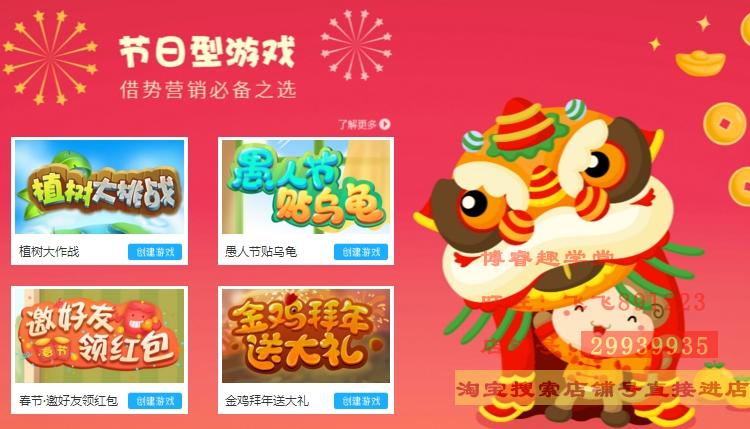 节日型游戏
借势营销必备之选
了解更多
植树大挑战
植树大作战
创建游戏
愚人节贴乌龟
愚人节贴乌龟
创建游戏
邀好友
春节
领红包
春节·邀好友领红包
创建游戏
金鸡拜年
送大礼
金鸡拜年送大礼
创建游戏
博睿趣学堂
29939935
淘宝搜索店铺号直接进店